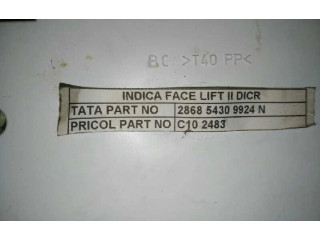 BC >T40 PP<
INDICA FACE LIFT II DICR
TATA PART NO 2868 5430 9924 N
PRICOL PART NO C10 2483